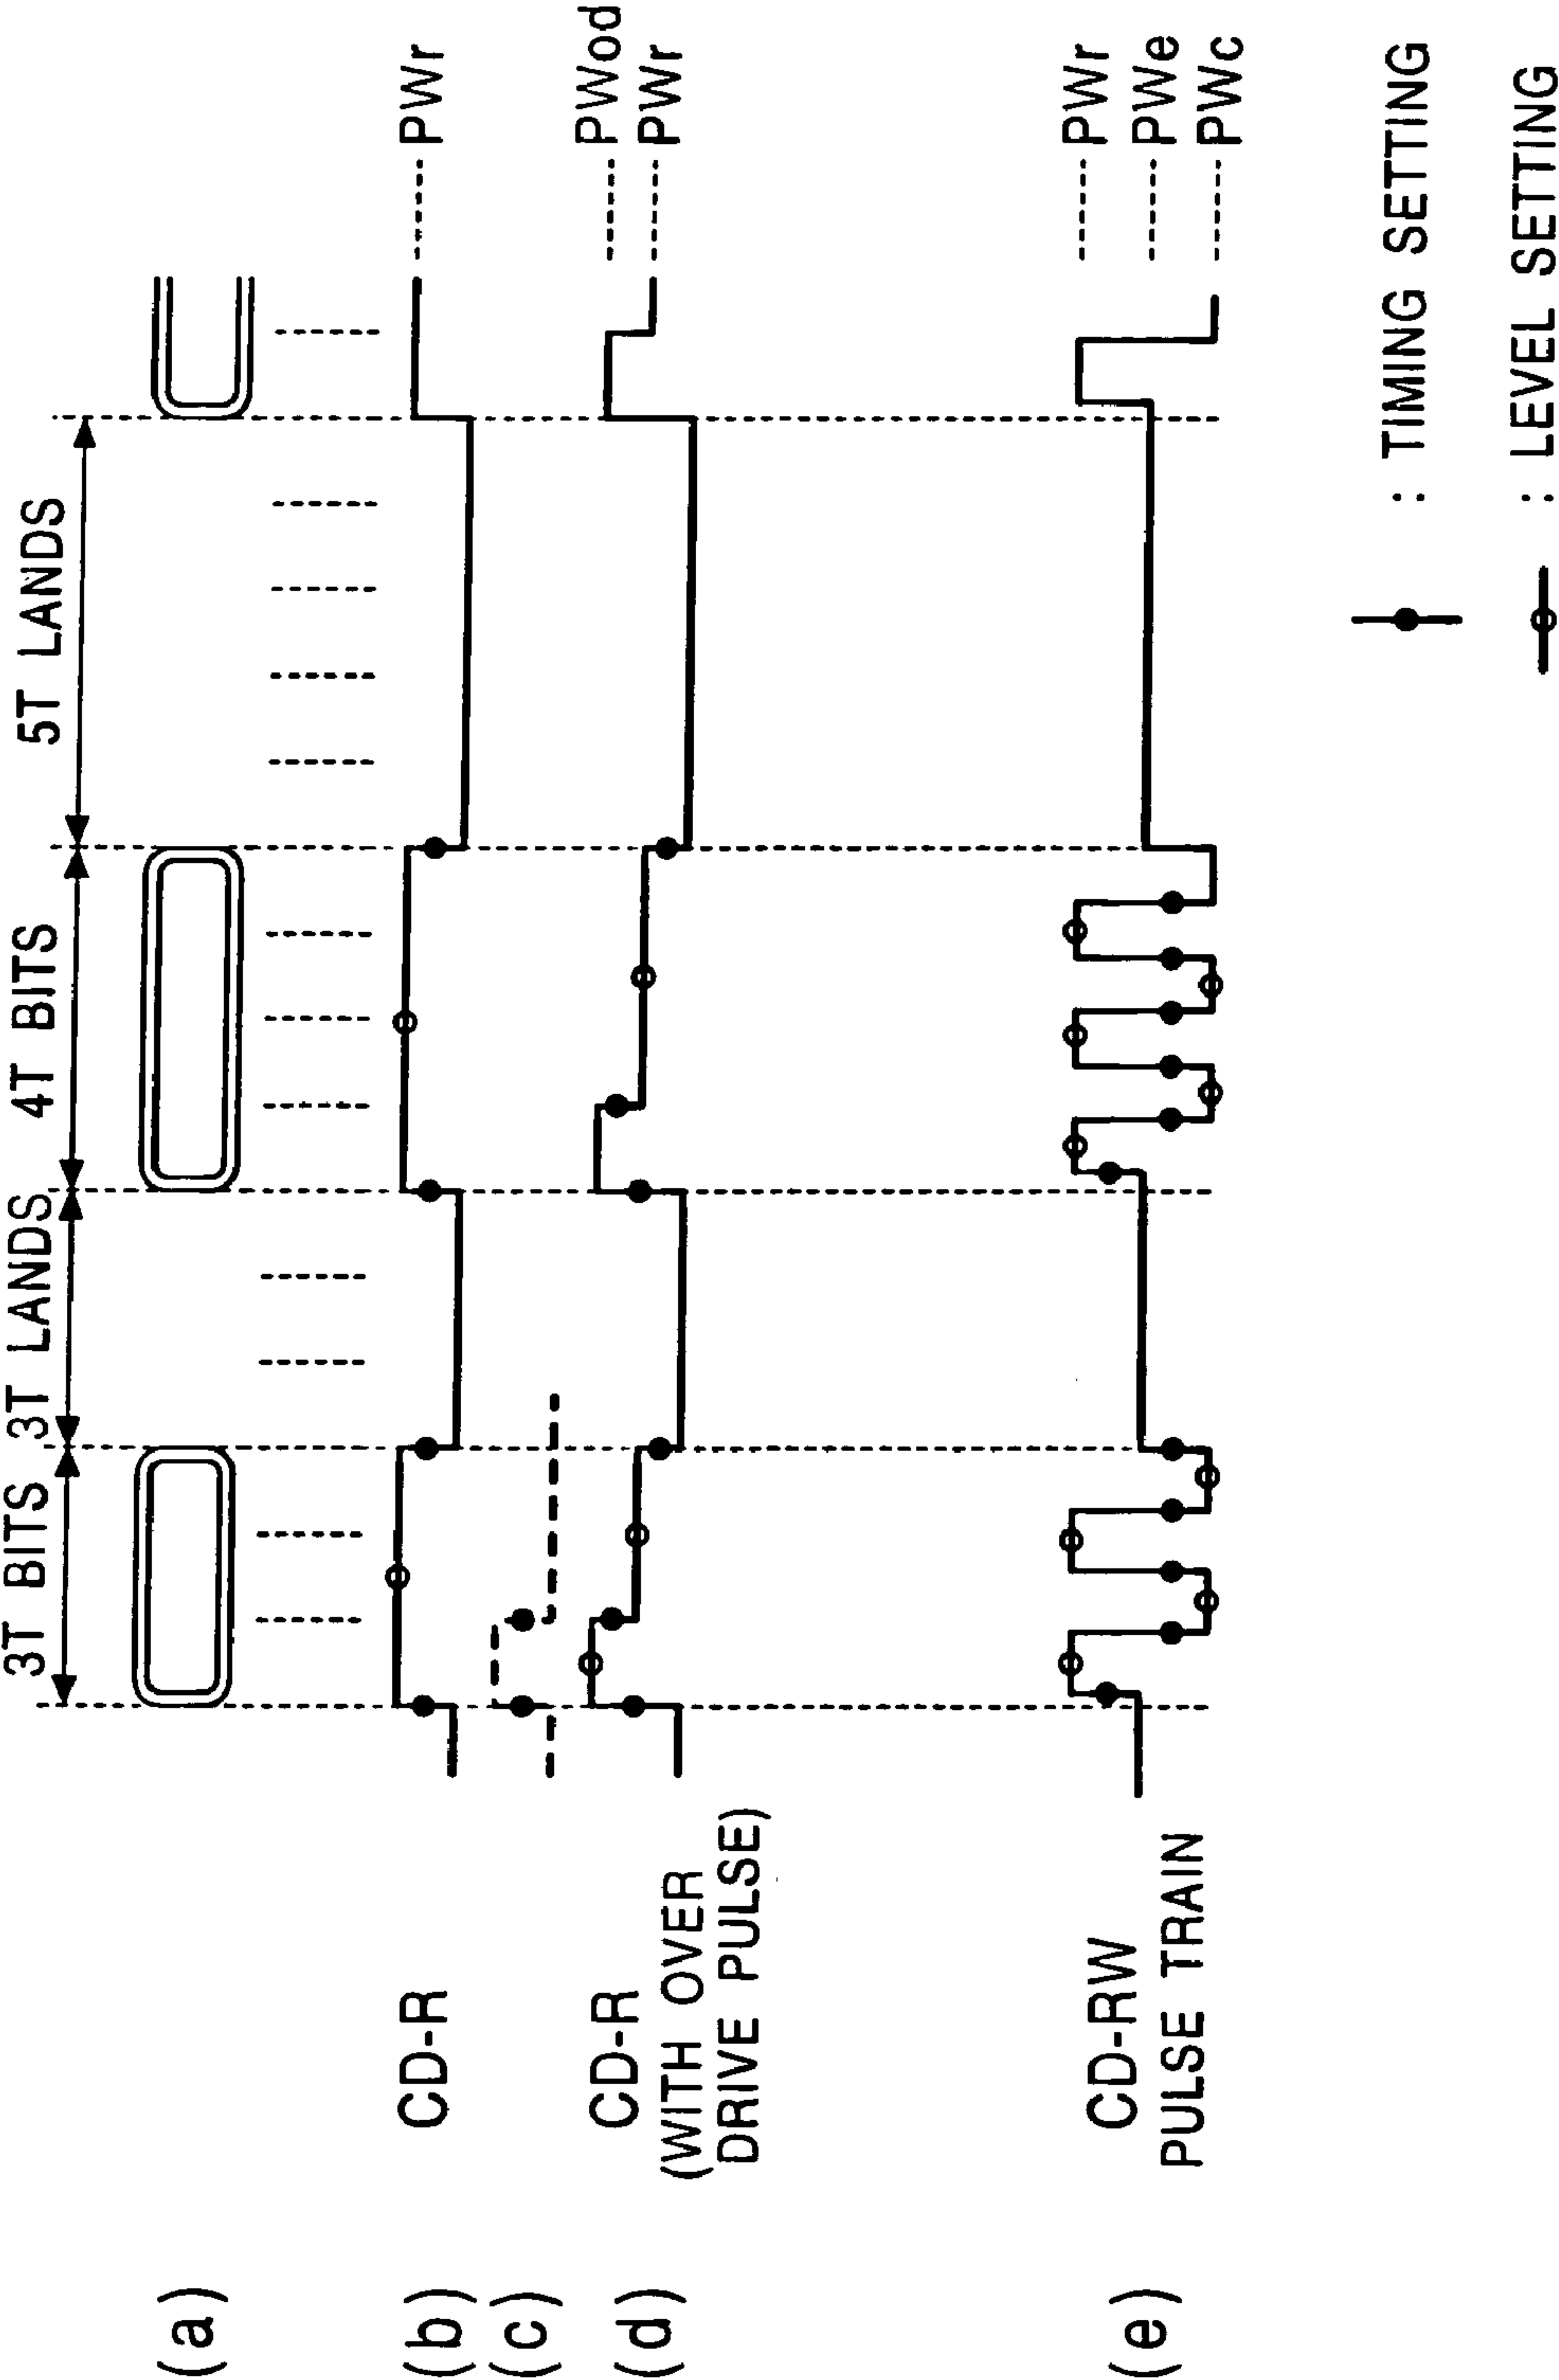 3T BITS 3T LANDS 4T BITS 5T LANDS
(a)
(b) CD-R PWr
(c)
(d) CD-R
(WITH OVER
DRIVE PULSE)
PWod
PWr
(e) CD-RW
PULSE TRAIN
PWr
PWe
PWc
: TIMING SETTING
: LEVEL SETTING